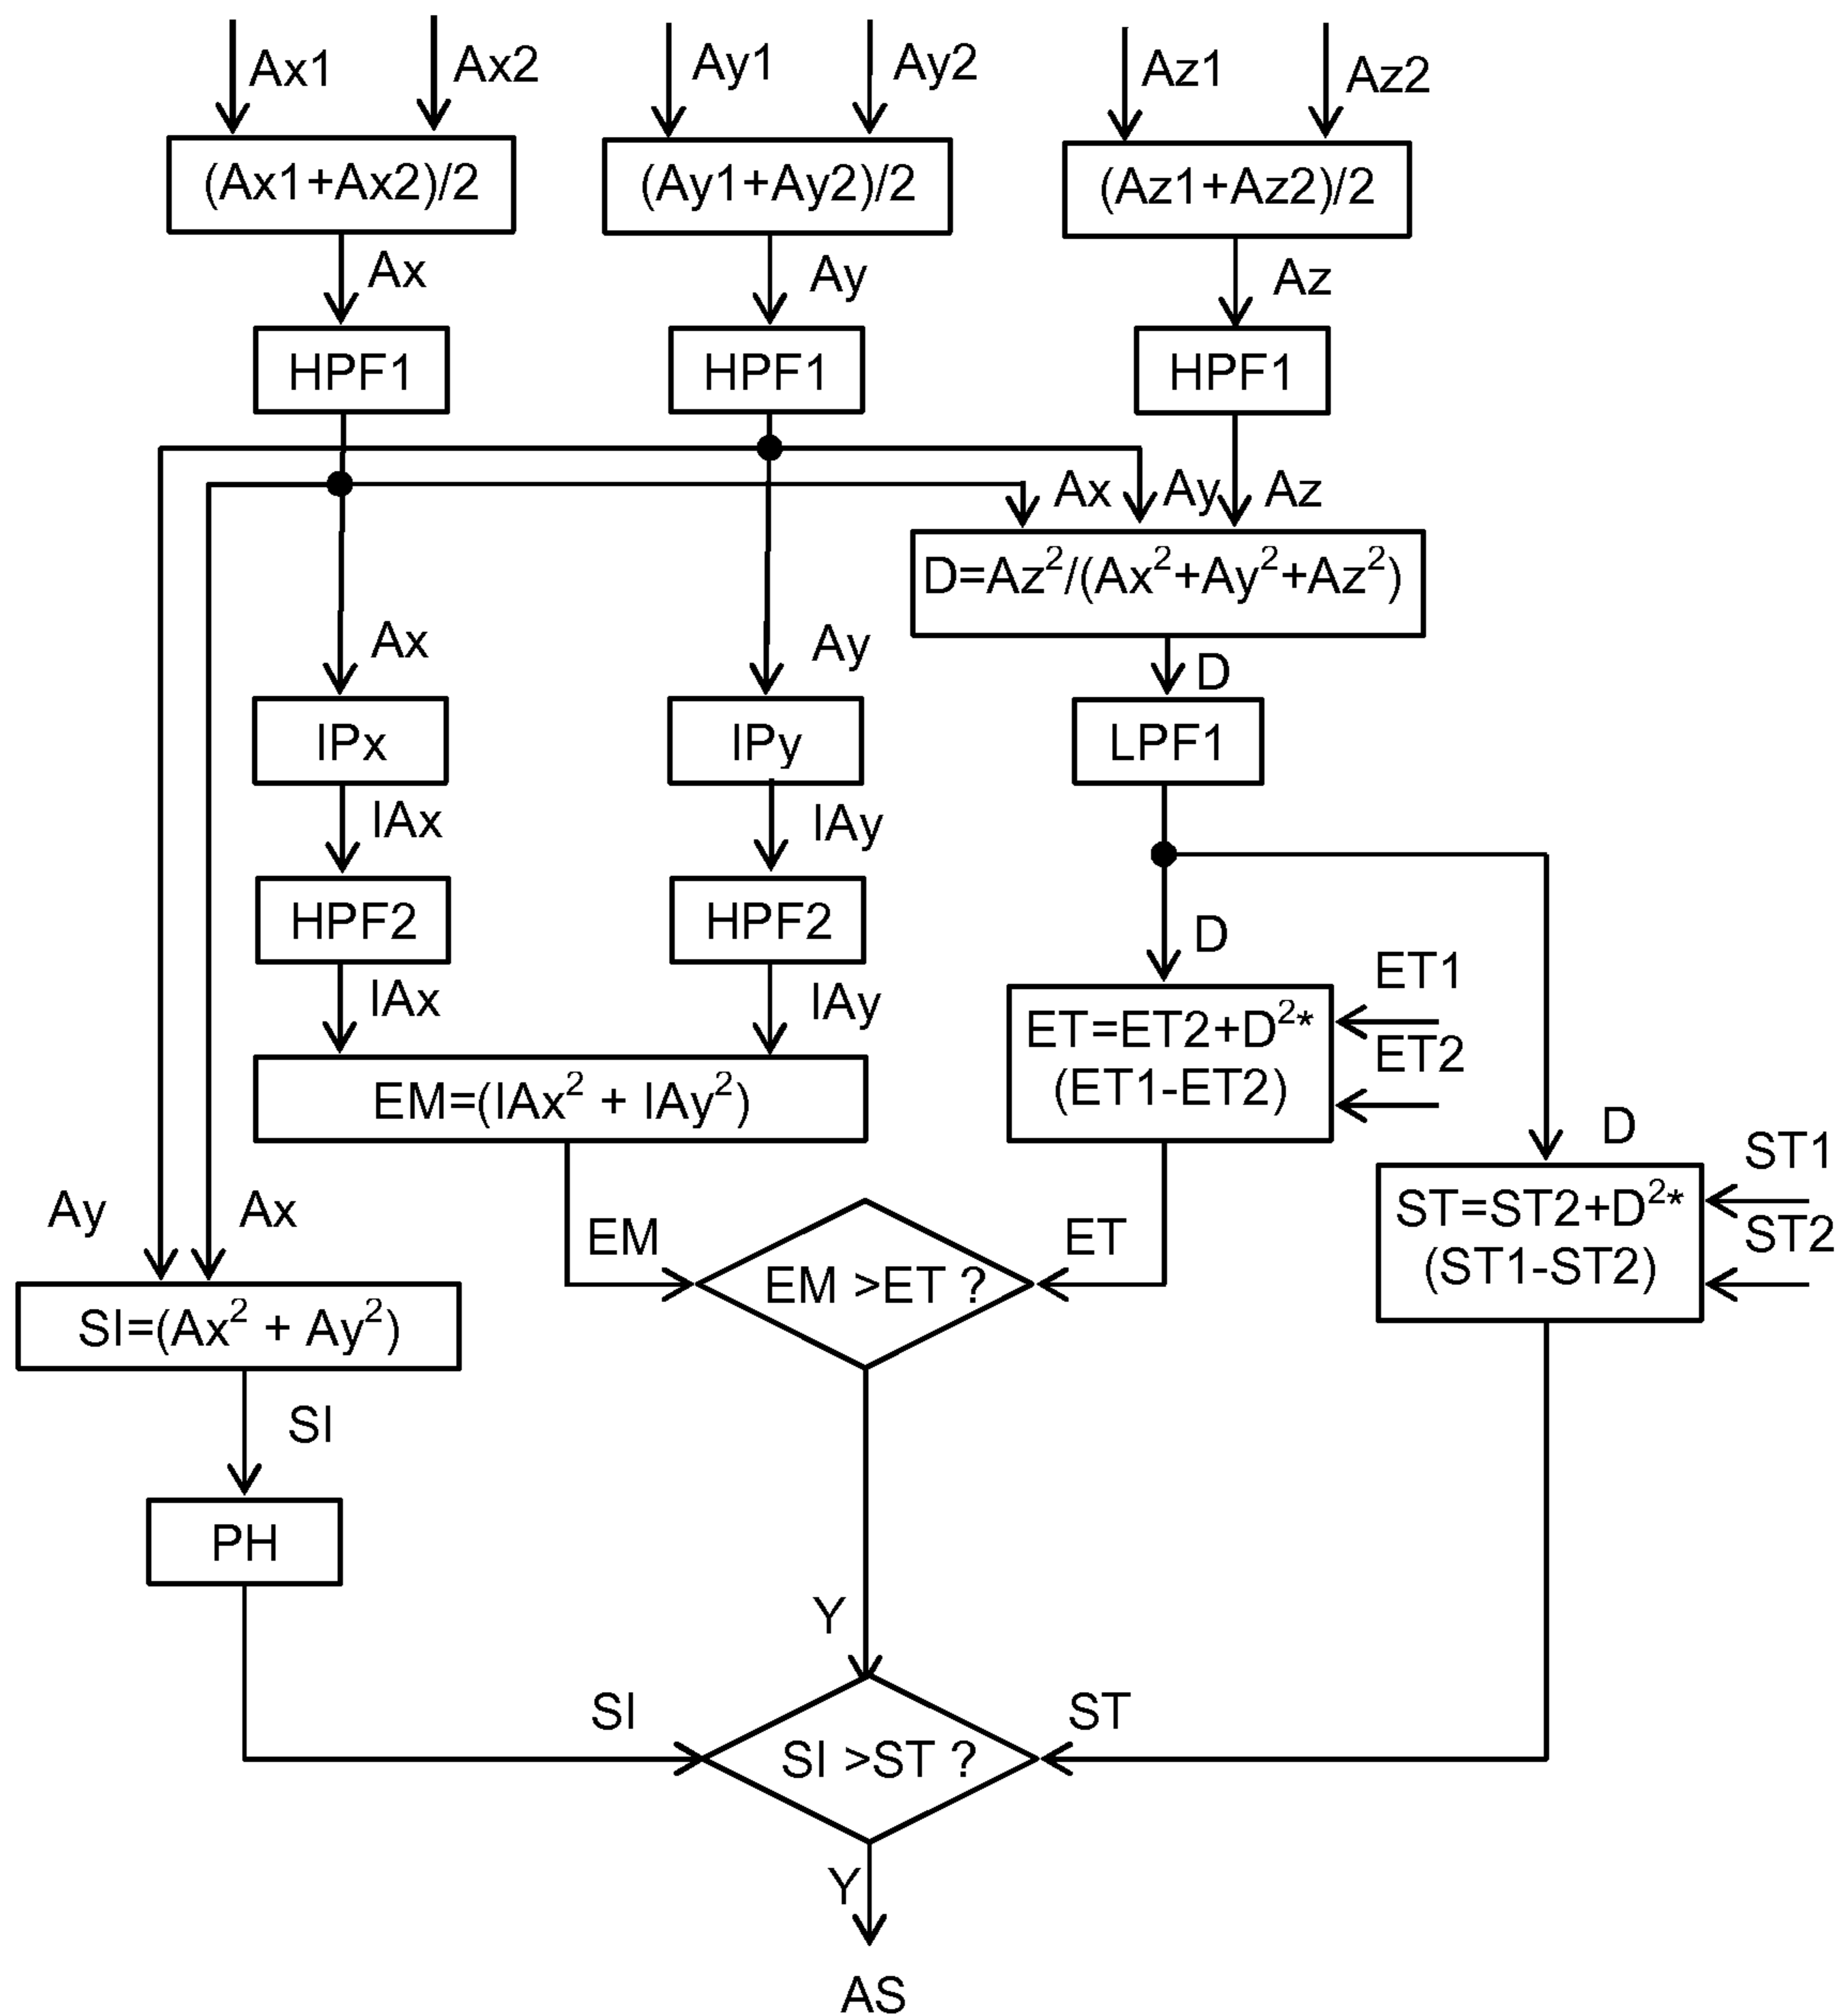 Ax1
Ax2
Ay1
Ay2
Az1
Az2
(Ax1+Ax2)/2
(Ay1+Ay2)/2
(Az1+Az2)/2
Ax
Ay
Az
HPF1
HPF1
HPF1
Ax
Ay
Az
D=Az²/(Ax²+Ay²+Az²)
Ax
Ay
D
IPx
IPy
LPF1
IAx
IAy
HPF2
HPF2
D
IAx
IAy
ET1
ET=ET2+D²*
(ET1-ET2)
ET2
EM=(IAx² + IAy²)
D
ST1
ST=ST2+D²*
(ST1-ST2)
ST2
Ay
Ax
EM
ET
EM >ET ?
SI=(Ax² + Ay²)
SI
PH
Y
SI
ST
SI >ST ?
Y
AS